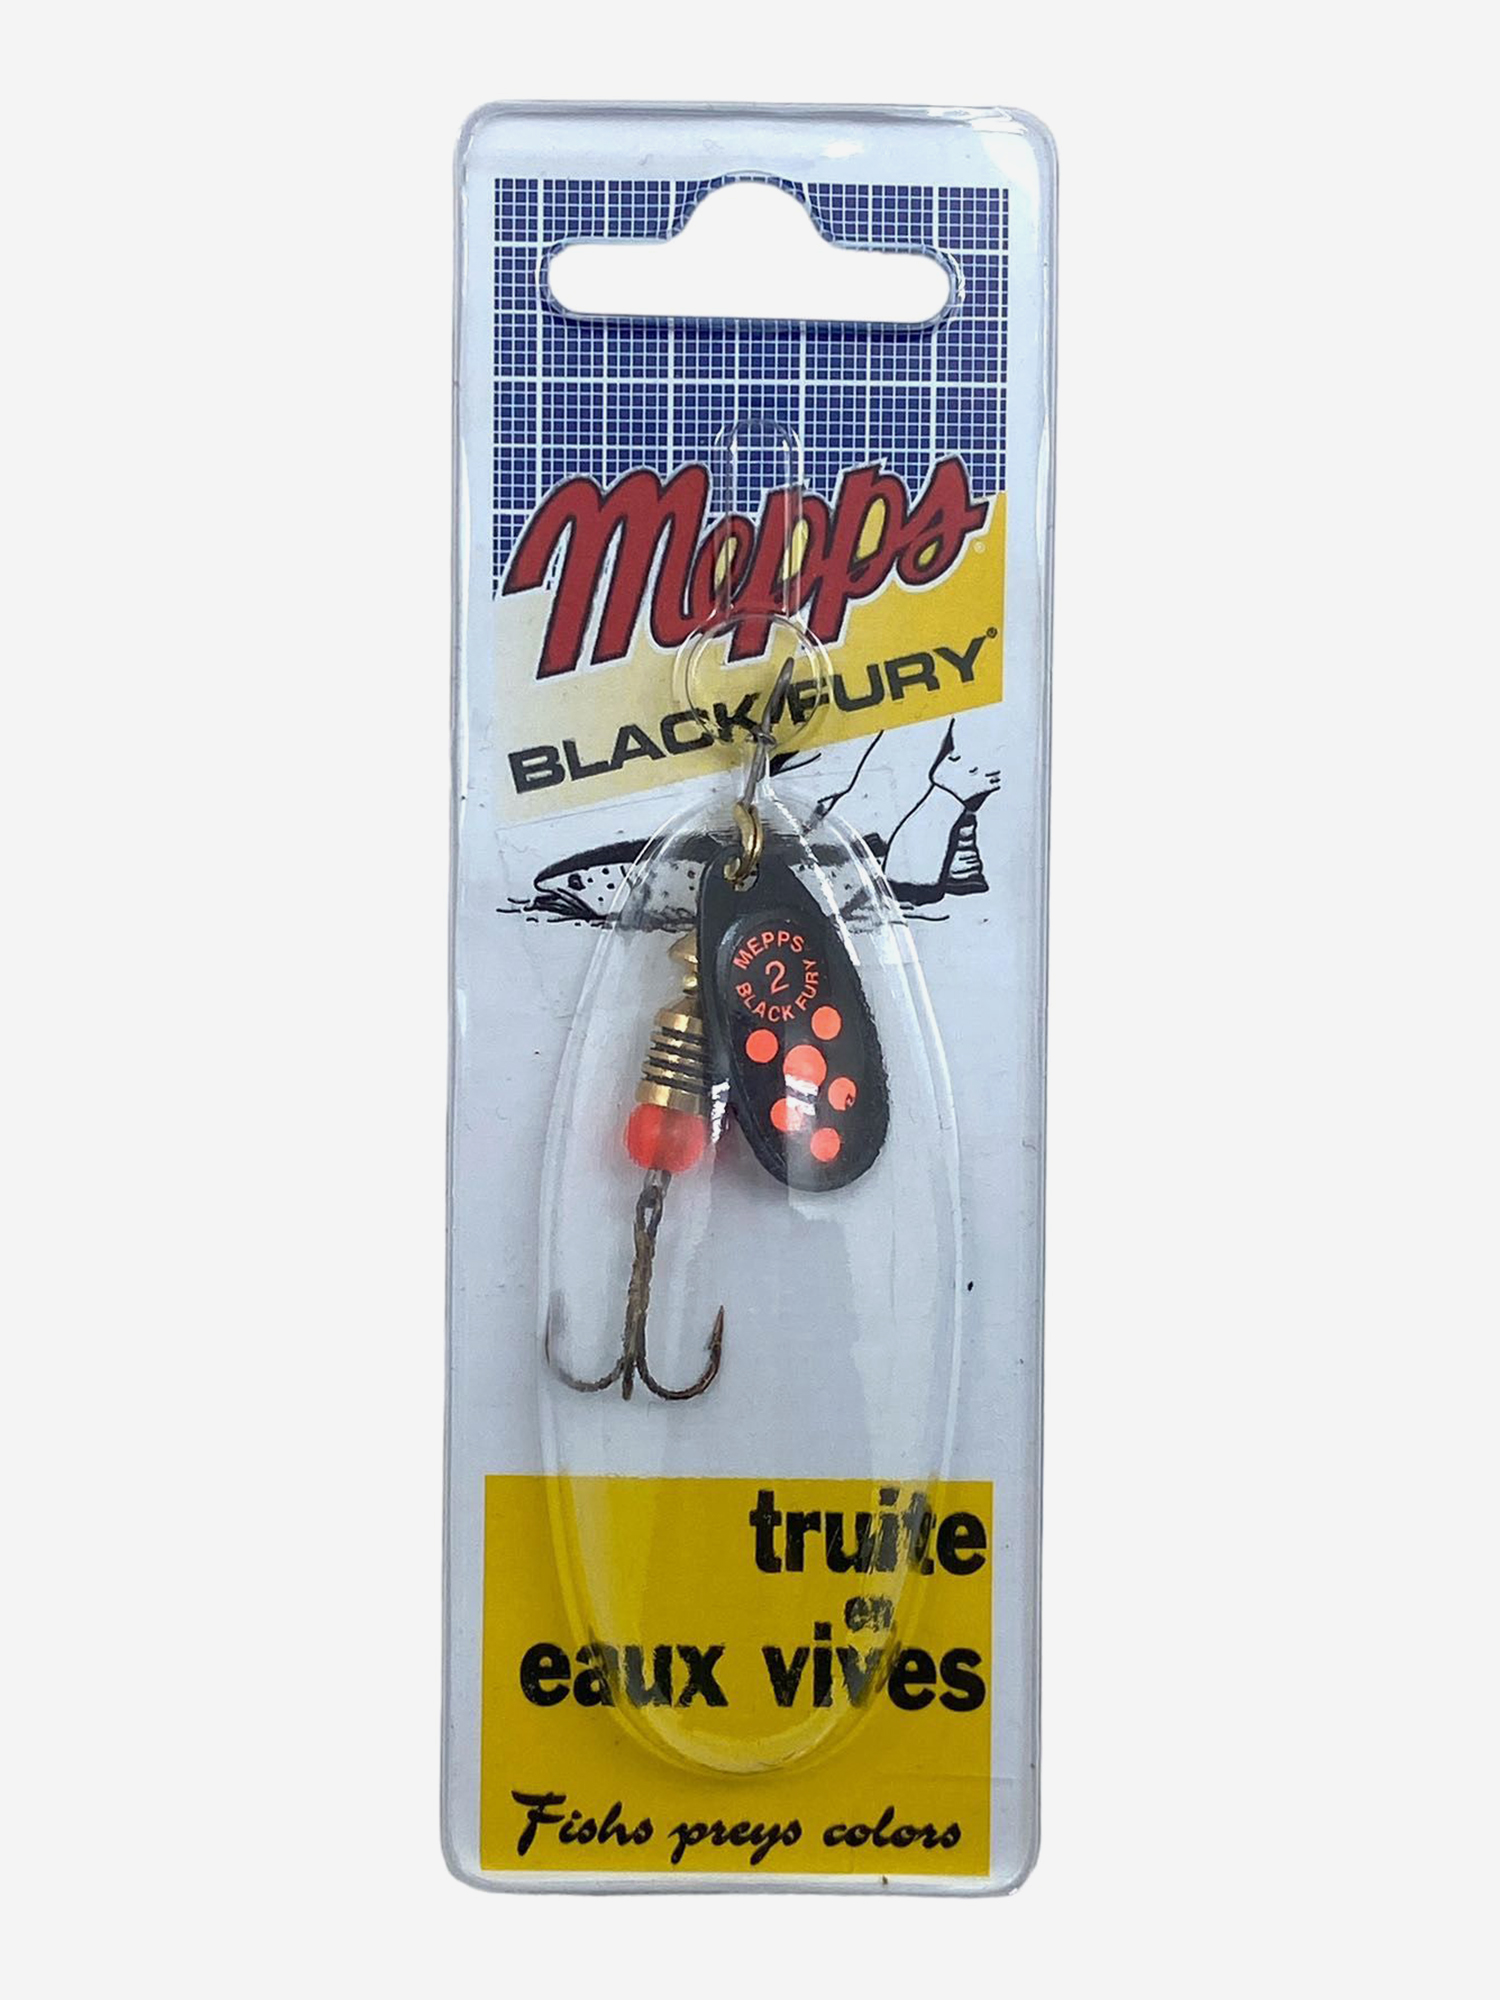 Mepps®
BLACK FURY®
MEPPS
2
BLACK FURY
truite
en
eaux vives
Fishs preys colors